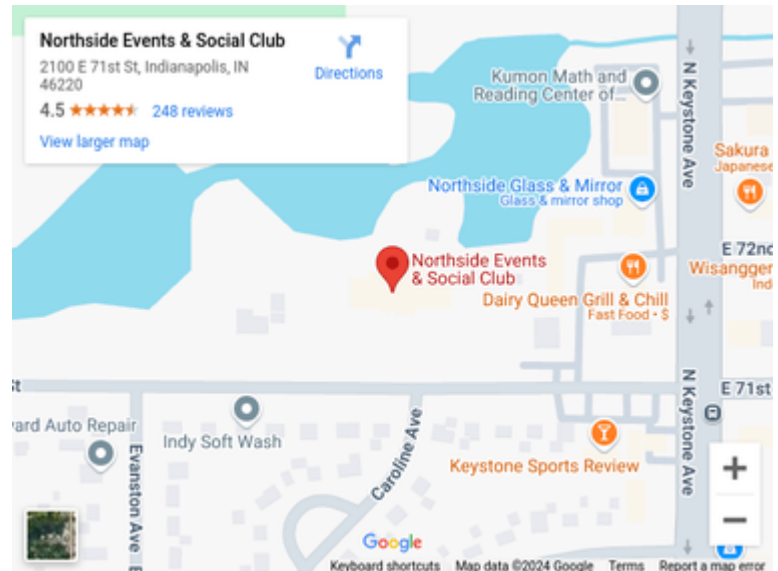 Northside Events & Social Club
2100 E 71st St, Indianapolis, IN
46220
Directions
4.5
248 reviews
View larger map
Kumon Math and
Reading Center of...
N Keystone Ave
Sakura
Japanese
Northside Glass & Mirror
Glass & mirror shop
E 72nd
Northside Events
& Social Club
Wisangger
Ind
Dairy Queen Grill & Chill
Fast Food • $
St
N Keystone Ave
E 71st
ard Auto Repair
Indy Soft Wash
Evanston Ave
Caroline Ave
Keystone Sports Review
+
−
Google
Keyboard shortcuts
Map data ©2024 Google
Terms
Report a map error